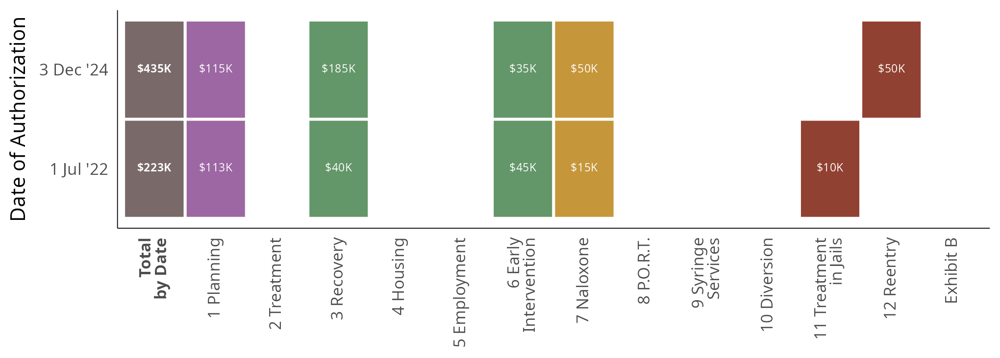 Date of Authorization
3 Dec '24
$435K
$115K
$185K
$35K
$50K
$50K
1 Jul '22
$223K
$113K
$40K
$45K
$15K
$10K
Total
by Date
1 Planning
2 Treatment
3 Recovery
4 Housing
5 Employment
6 Early
Intervention
7 Naloxone
8 P.O.R.T.
9 Syringe
Services
10 Diversion
11 Treatment
in Jails
12 Reentry
Exhibit B